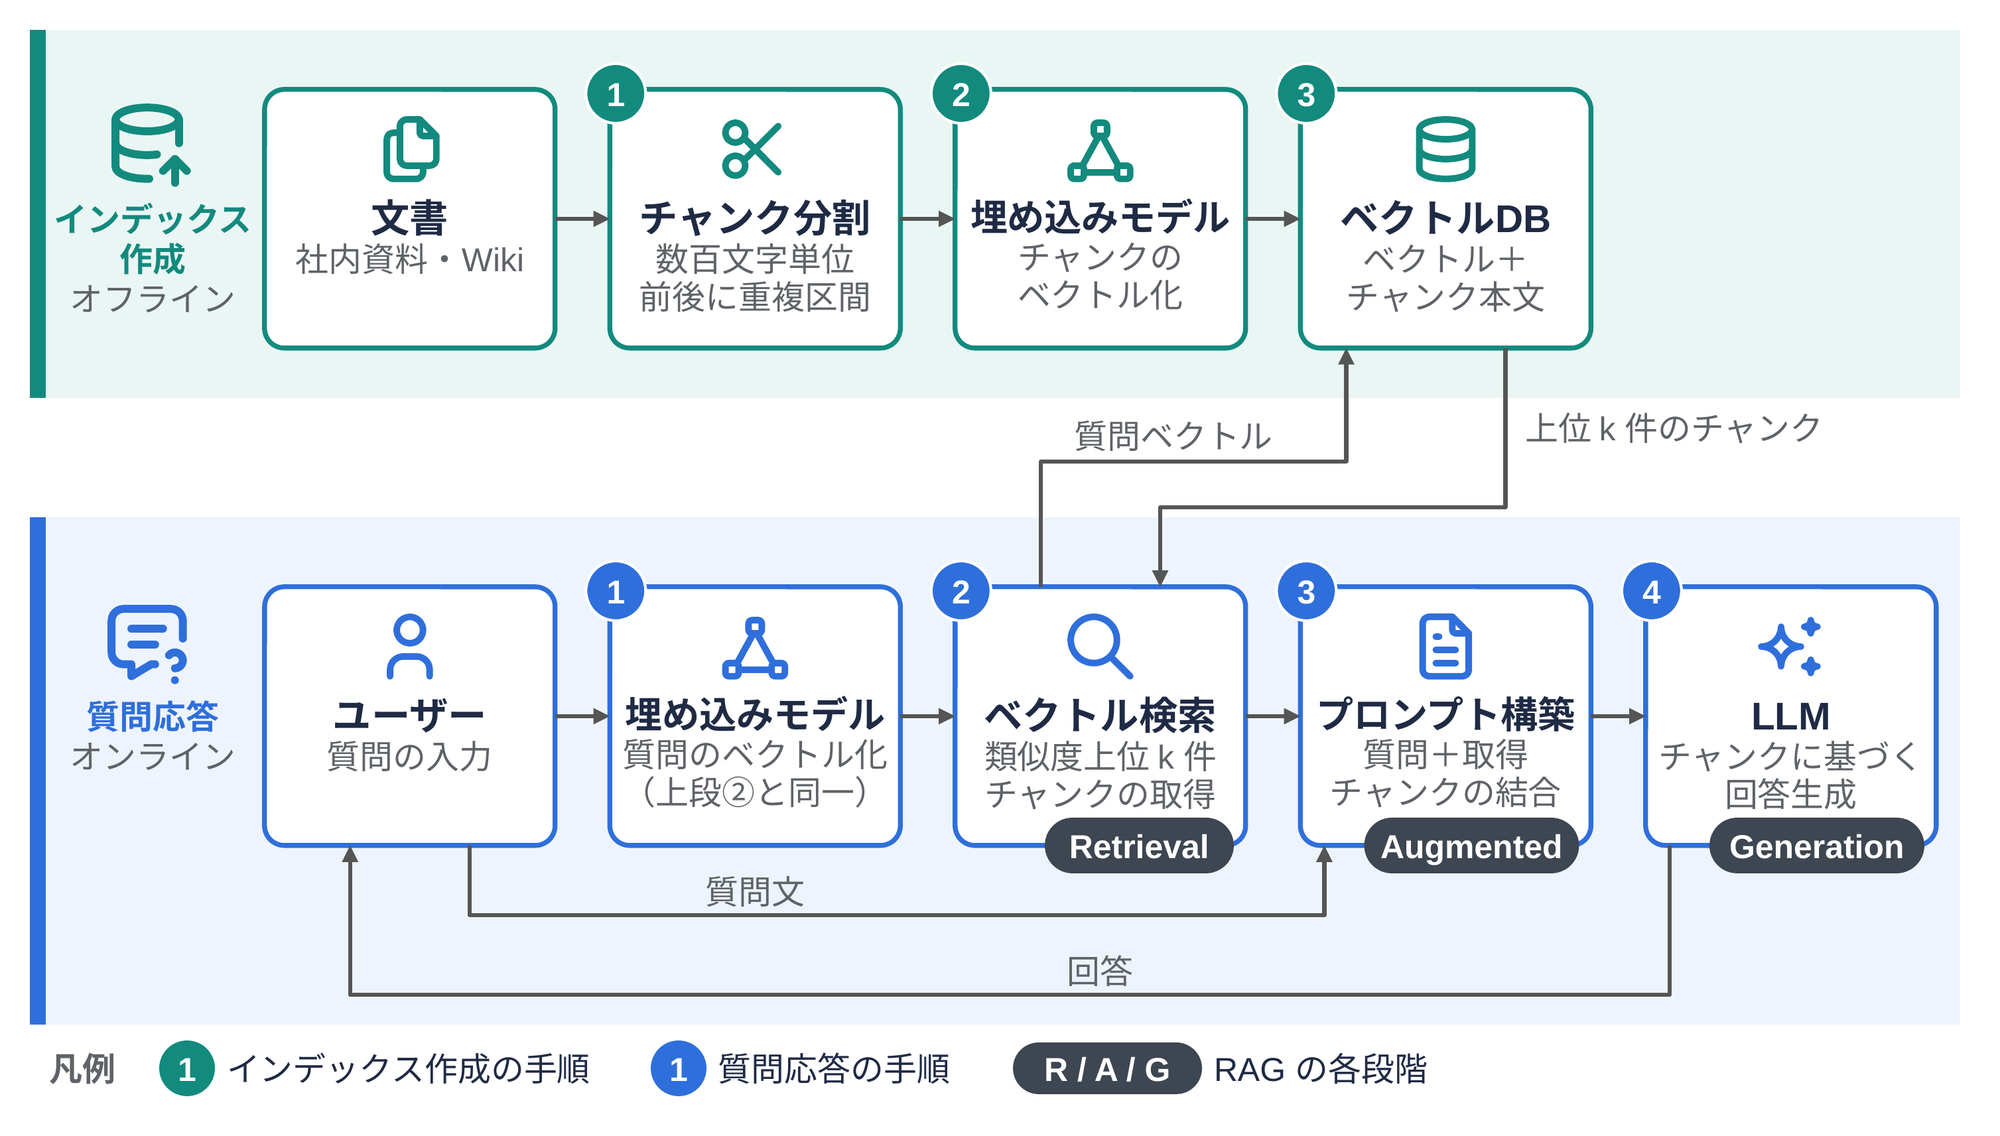 インデックス
作成
オフライン
文書
社内資料・Wiki
1
チャンク分割
数百文字単位
前後に重複区間
2
埋め込みモデル
チャンクの
ベクトル化
3
ベクトルDB
ベクトル＋
チャンク本文
質問ベクトル
上位 k 件のチャンク
質問応答
オンライン
ユーザー
質問の入力
1
埋め込みモデル
質問のベクトル化
（上段②と同一）
2
ベクトル検索
類似度上位 k 件
チャンクの取得
Retrieval
3
プロンプト構築
質問＋取得
チャンクの結合
Augmented
4
LLM
チャンクに基づく
回答生成
Generation
質問文
回答
凡例
1 インデックス作成の手順
1 質問応答の手順
R / A / G RAG の各段階